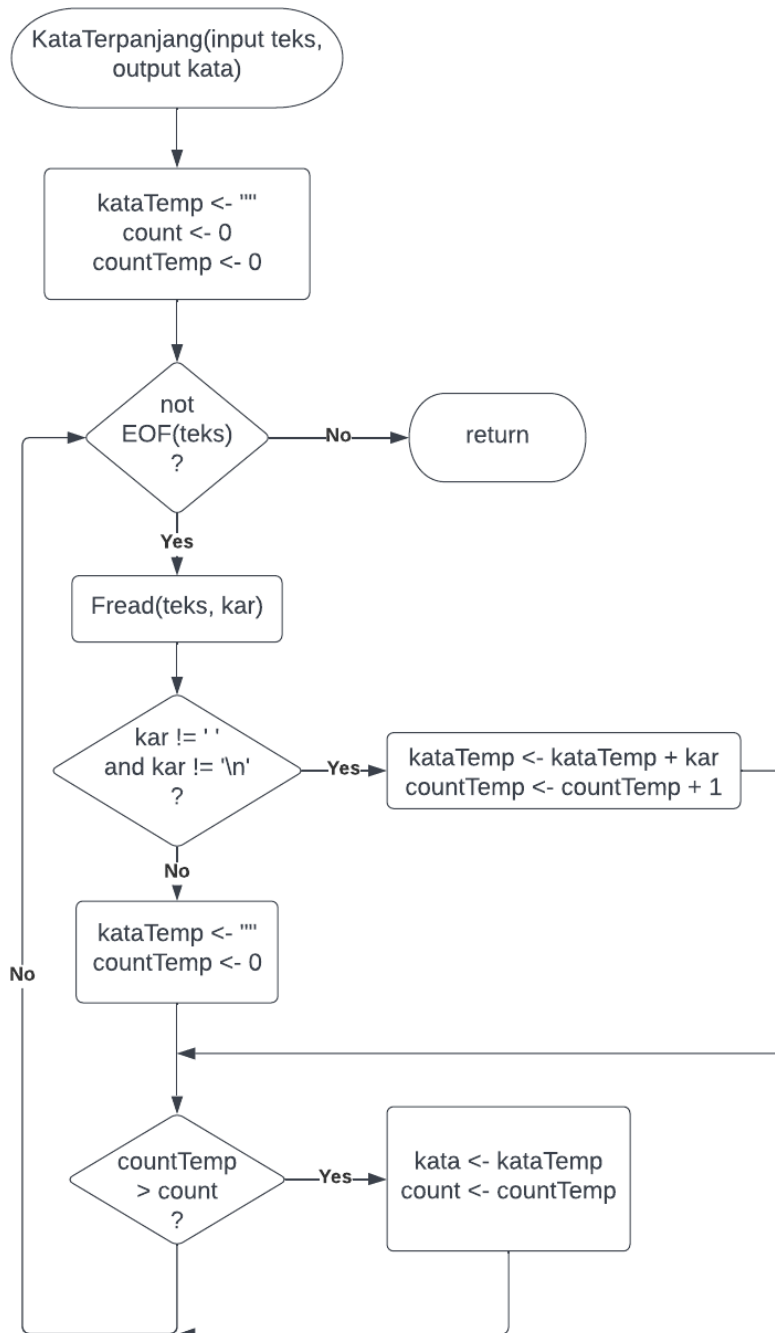 KataTerpanjang(input teks,
output kata)
kataTemp <- ""
count <- 0
countTemp <- 0
not
EOF(teks)
?
No
return
Yes
Fread(teks, kar)
kar != ' '
and kar != '\n'
?
Yes
kataTemp <- kataTemp + kar
countTemp <- countTemp + 1
No
kataTemp <- ""
countTemp <- 0
No
countTemp
> count
?
Yes
kata <- kataTemp
count <- countTemp